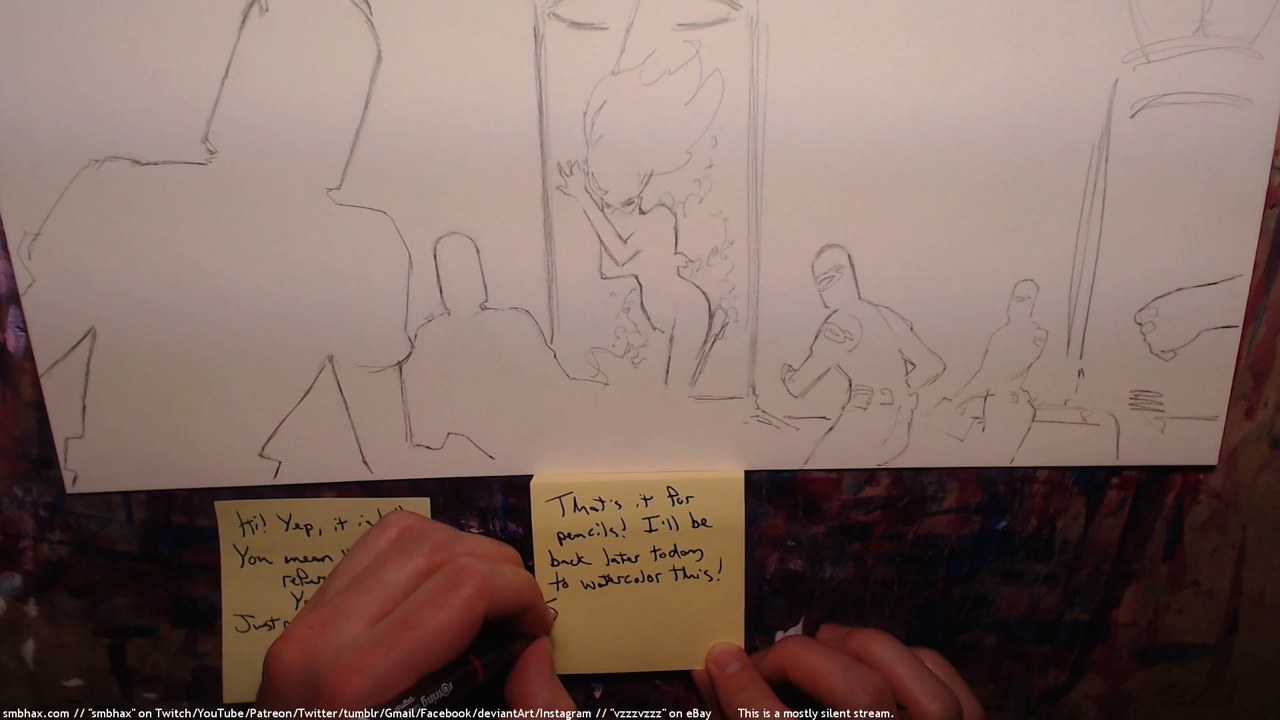 Hi! Yep, it is
You mean
Just
That's it for
pencils! I'll be
back later today
to watercolor this!
smbhax.com // "smbhax" on Twitch/YouTube/Patreon/Twitter/tumblr/Gmail/Facebook/deviantArt/Instagram // "vzzzvzzz" on eBay This is a mostly silent stream.